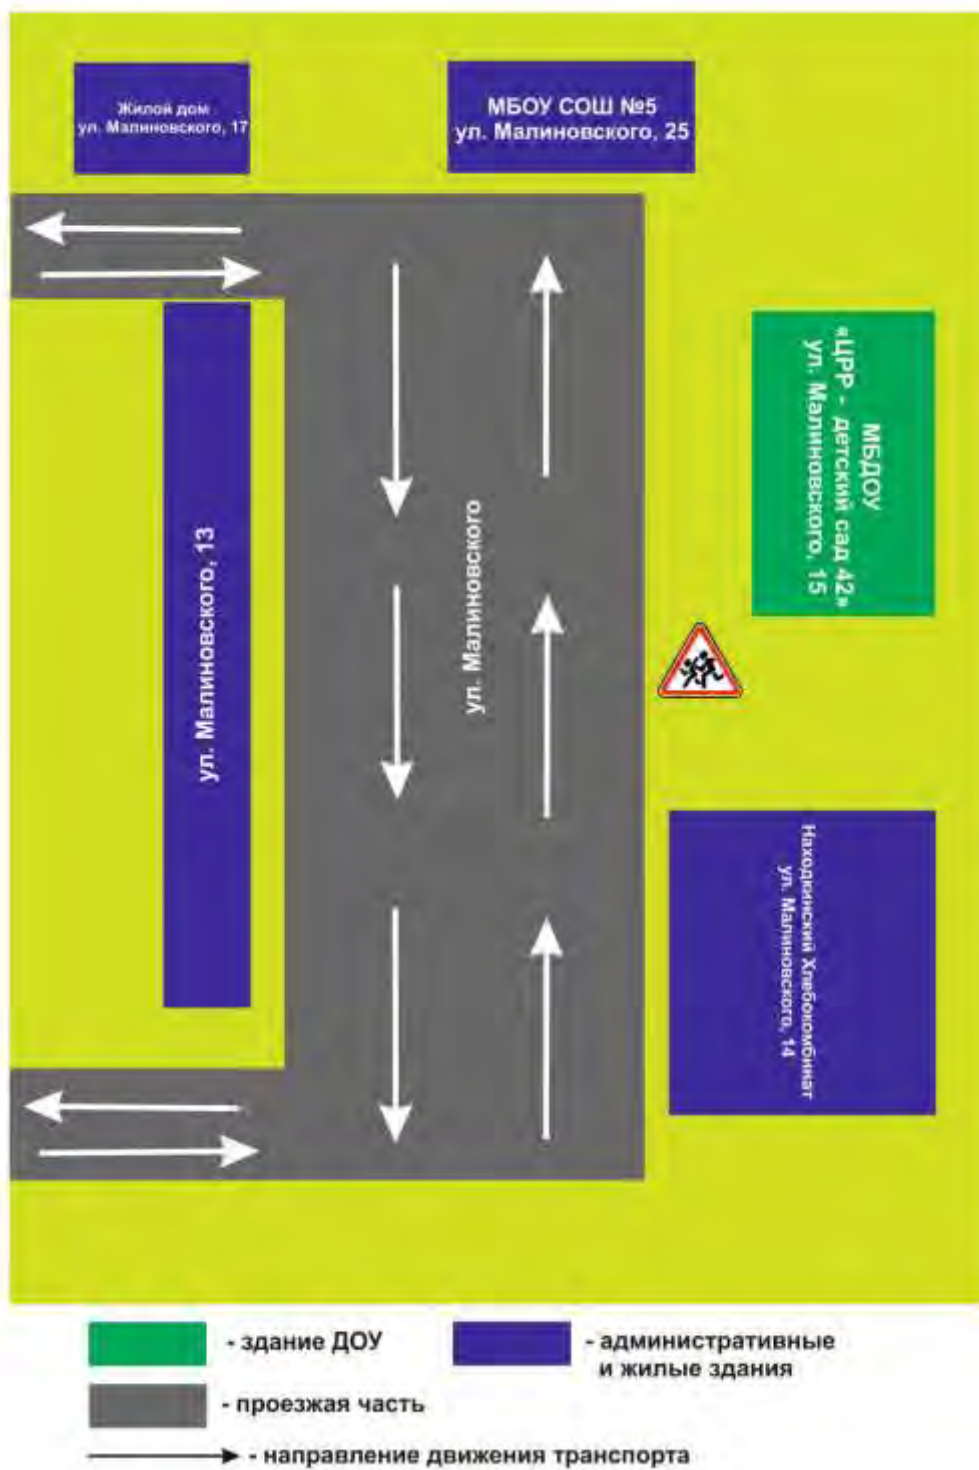 Жилой дом
ул. Малиновского, 17
МБОУ СОШ №5
ул. Малиновского, 25
МБДОУ
«ЦРР - детский сад 42»
ул. Малиновского, 15
ул. Малиновского, 13
ул. Малиновского
Находкинский Хлебокомбинат
ул. Малиновского, 14
- здание ДОУ
- административные
и жилые здания
- проезжая часть
- направление движения транспорта